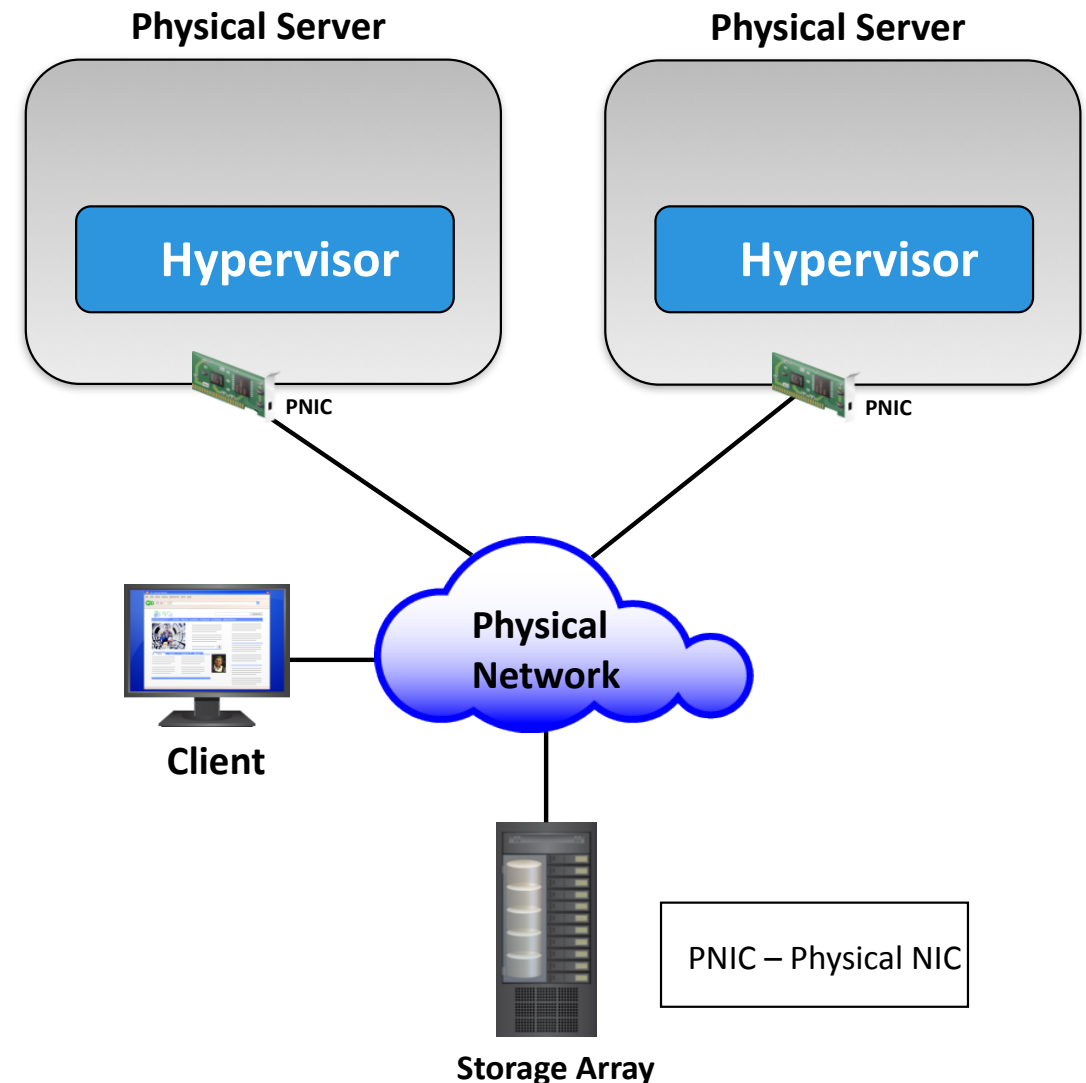 Physical Server
Physical Server
Hypervisor
Hypervisor
PNIC
PNIC
Physical
Network
Client
PNIC – Physical NIC
Storage Array